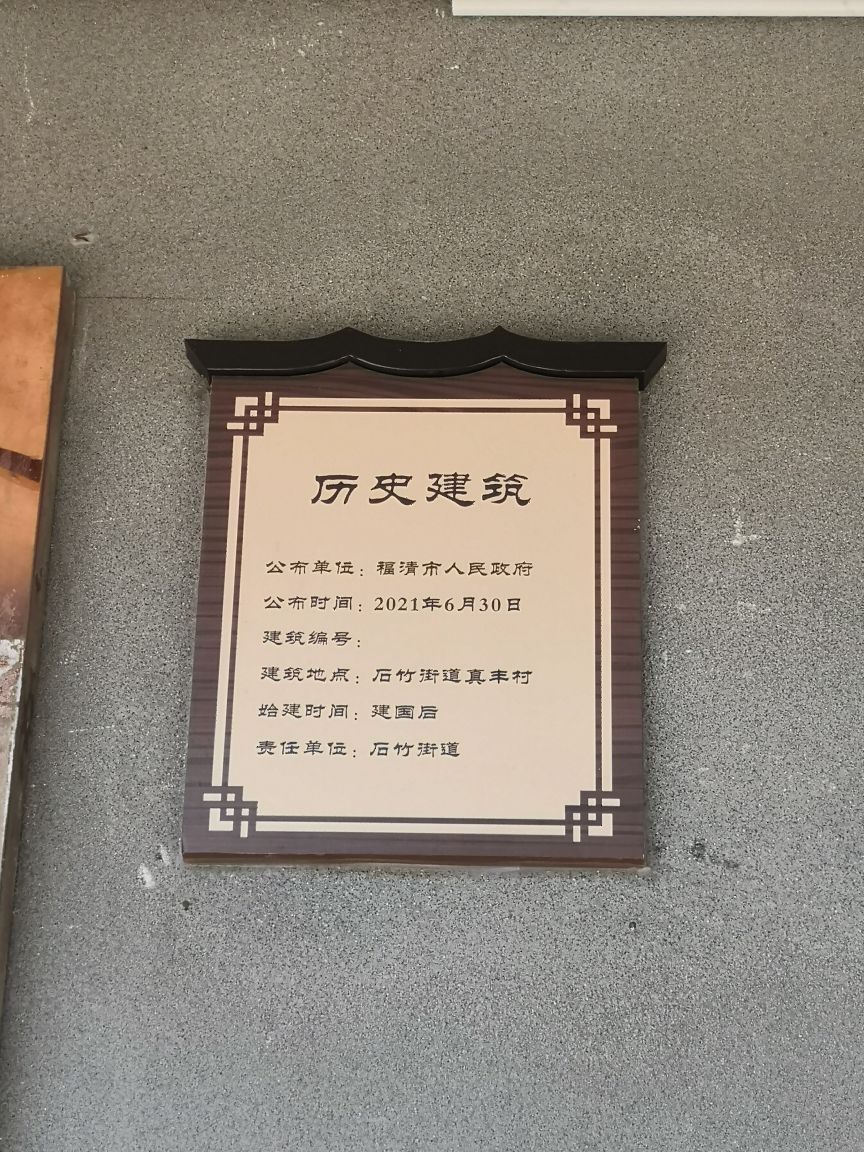 历史建筑
公布单位：福清市人民政府
公布时间：2021年6月30日
建筑编号：
建筑地点：石竹街道真丰村
始建时间：建国后
责任单位：石竹街道